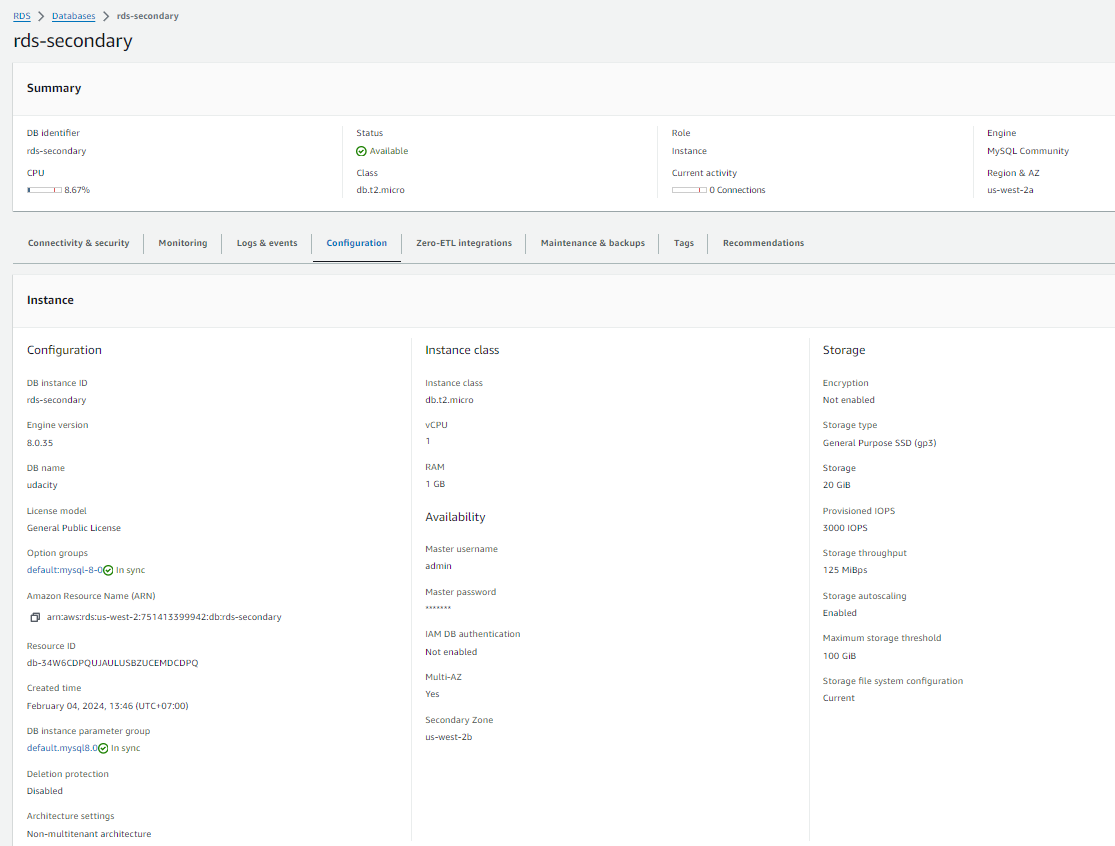 RDS > Databases > rds-secondary
rds-secondary
Summary
DB identifier
rds-secondary
CPU
8.67%
Status
Available
Class
db.t2.micro
Role
Instance
Current activity
0 Connections
Engine
MySQL Community
Region & AZ
us-west-2a
Connectivity & security
Monitoring
Logs & events
Configuration
Zero-ETL integrations
Maintenance & backups
Tags
Recommendations
Instance
Configuration
DB instance ID
rds-secondary
Engine version
8.0.35
DB name
udacity
License model
General Public License
Option groups
default:mysql-8-0 In sync
Amazon Resource Name (ARN)
arn:aws:rds:us-west-2:751413399942:db:rds-secondary
Resource ID
db-34W6CDPQUJAULUSBZUCEMDCDPQ
Created time
February 04, 2024, 13:46 (UTC+07:00)
DB instance parameter group
default.mysql8.0 In sync
Deletion protection
Disabled
Architecture settings
Non-multitenant architecture
Instance class
Instance class
db.t2.micro
vCPU
1
RAM
1 GB
Availability
Master username
admin
Master password
*******
IAM DB authentication
Not enabled
Multi-AZ
Yes
Secondary Zone
us-west-2b
Storage
Encryption
Not enabled
Storage type
General Purpose SSD (gp3)
Storage
20 GiB
Provisioned IOPS
3000 IOPS
Storage throughput
125 MiBps
Storage autoscaling
Enabled
Maximum storage threshold
100 GiB
Storage file system configuration
Current